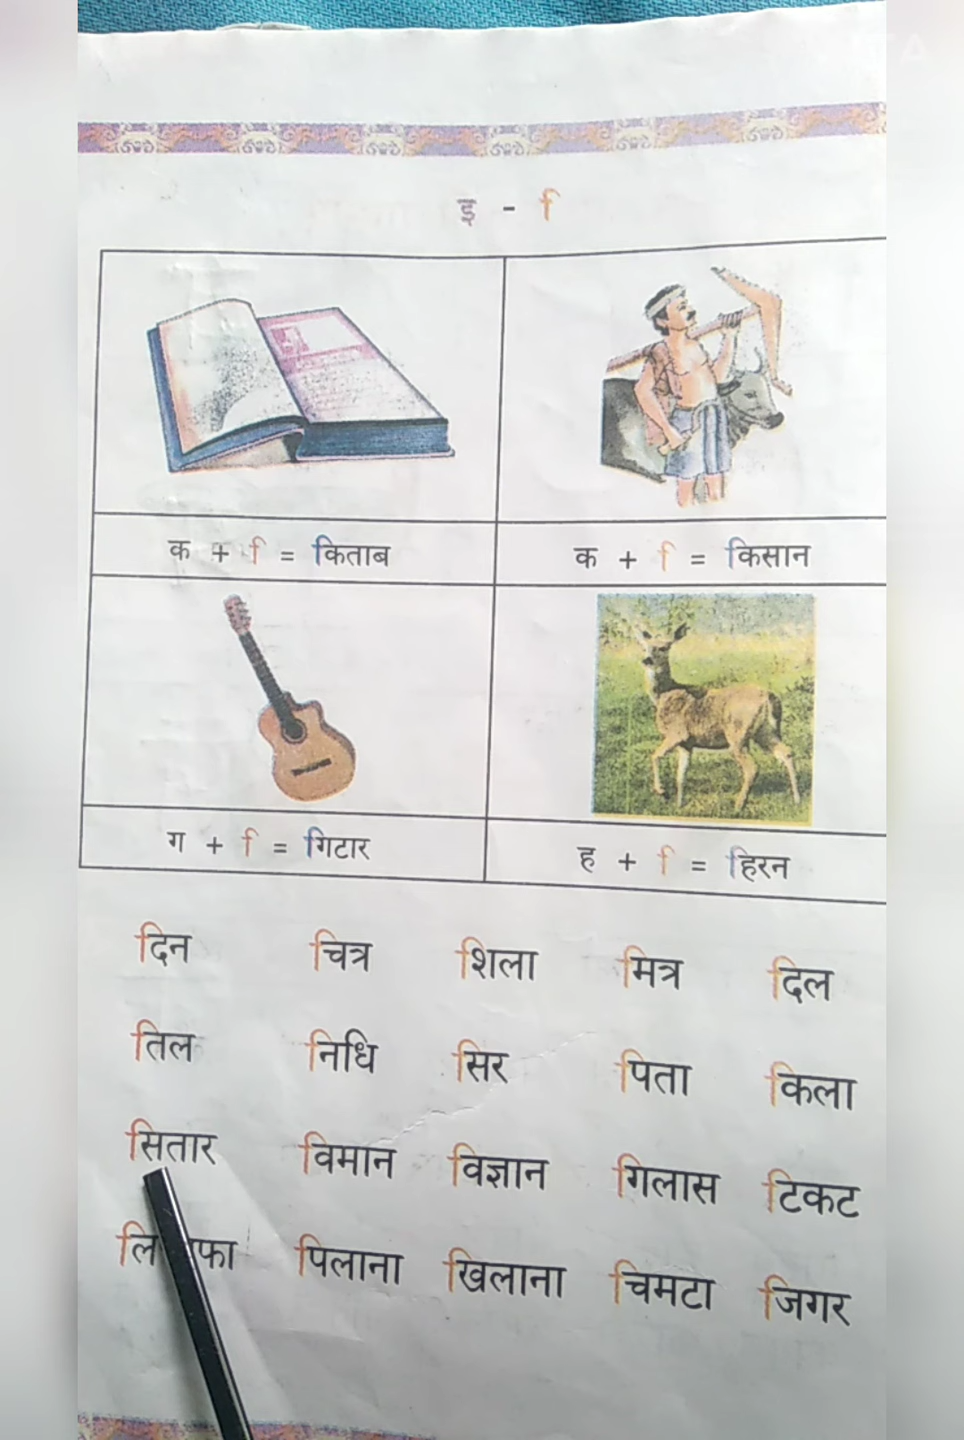 इ - ि
क + ि = किताब
क + ि = किसान
ग + ि = गिटार
ह + ि = हिरन
दिन चित्र शिला मित्र दिल
तिल निधि सिर पिता किला
सितार विमान विज्ञान गिलास टिकट
पिलाना खिलाना चिमटा जिगर